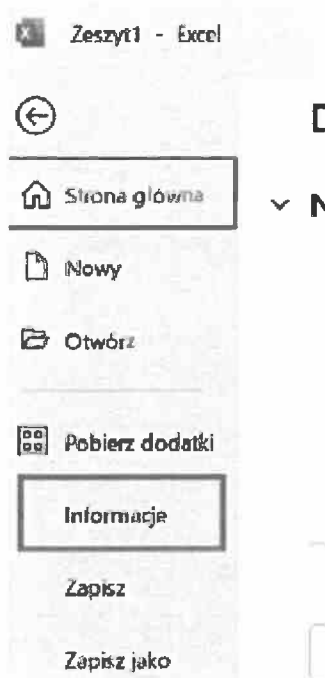 Zeszyt1 - Excel
Strona główna
Nowy
Otwórz
Pobierz dodatki
Informacje
Zapisz
Zapisz jako